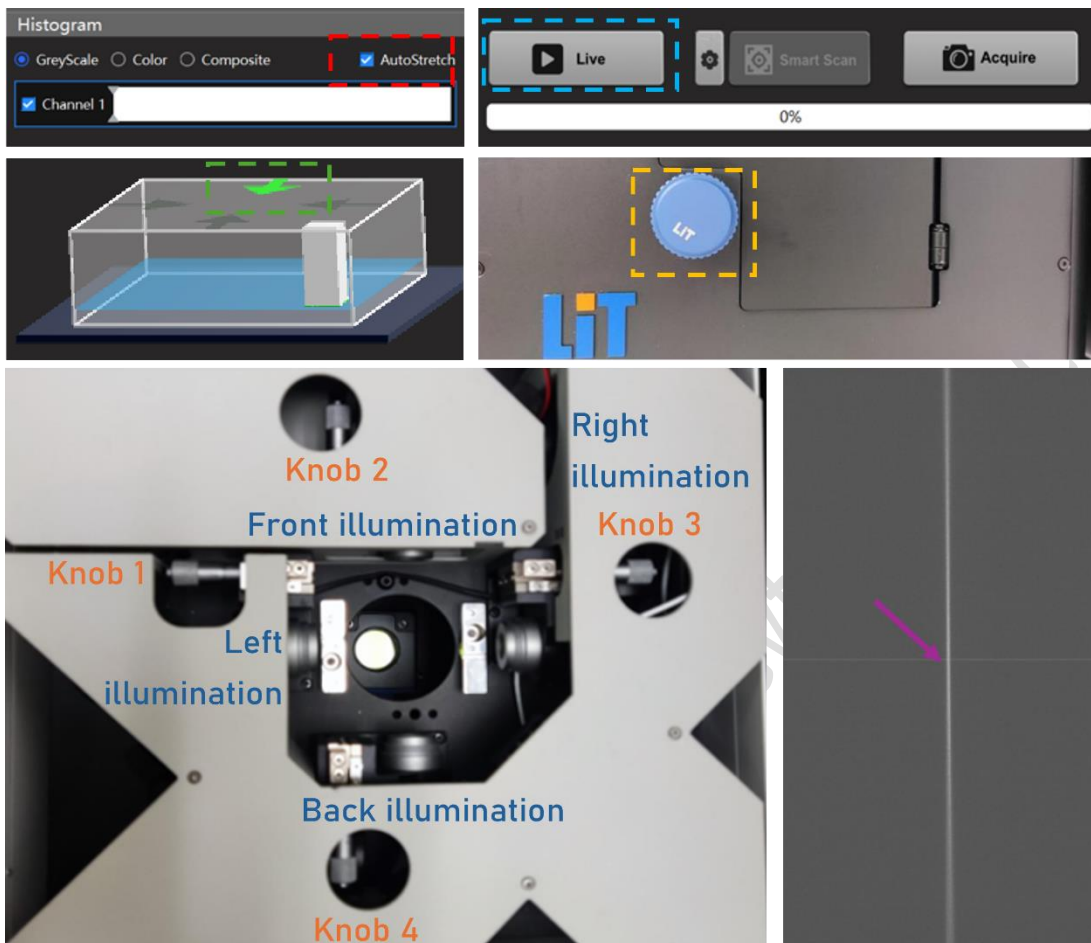 Histogram
GreyScale
Color
Composite
AutoStretch
Channel 1
Live
Smart Scan
Acquire
0%
LiT
LiT
Knob 2
Right
illumination
Front illumination
Knob 3
Knob 1
Left
illumination
Back illumination
Knob 4